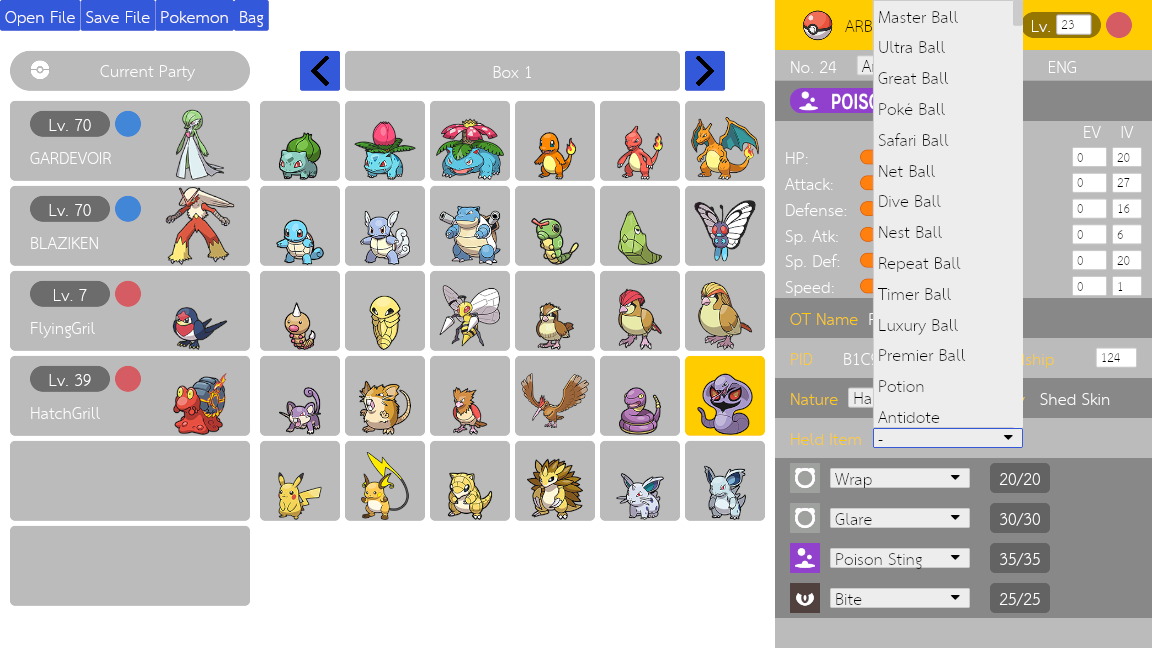 Open File Save File Pokemon Bag
Current Party
Box 1
Lv. 70
GARDEVOIR
Lv. 70
BLAZIKEN
Lv. 7
FlyingGril
Lv. 39
HatchGrill
ARB
Lv. 23
No. 24
ENG
POIS
EV IV
HP: 0 20
Attack: 0 27
Defense: 0 16
Sp. Atk: 0 6
Sp. Def: 0 20
Speed: 0 1
OT Name
PID B1C9 ship 124
Nature Ha Shed Skin
Held Item -
Master Ball
Ultra Ball
Great Ball
Poké Ball
Safari Ball
Net Ball
Dive Ball
Nest Ball
Repeat Ball
Timer Ball
Luxury Ball
Premier Ball
Potion
Antidote
Wrap 20/20
Glare 30/30
Poison Sting 35/35
Bite 25/25